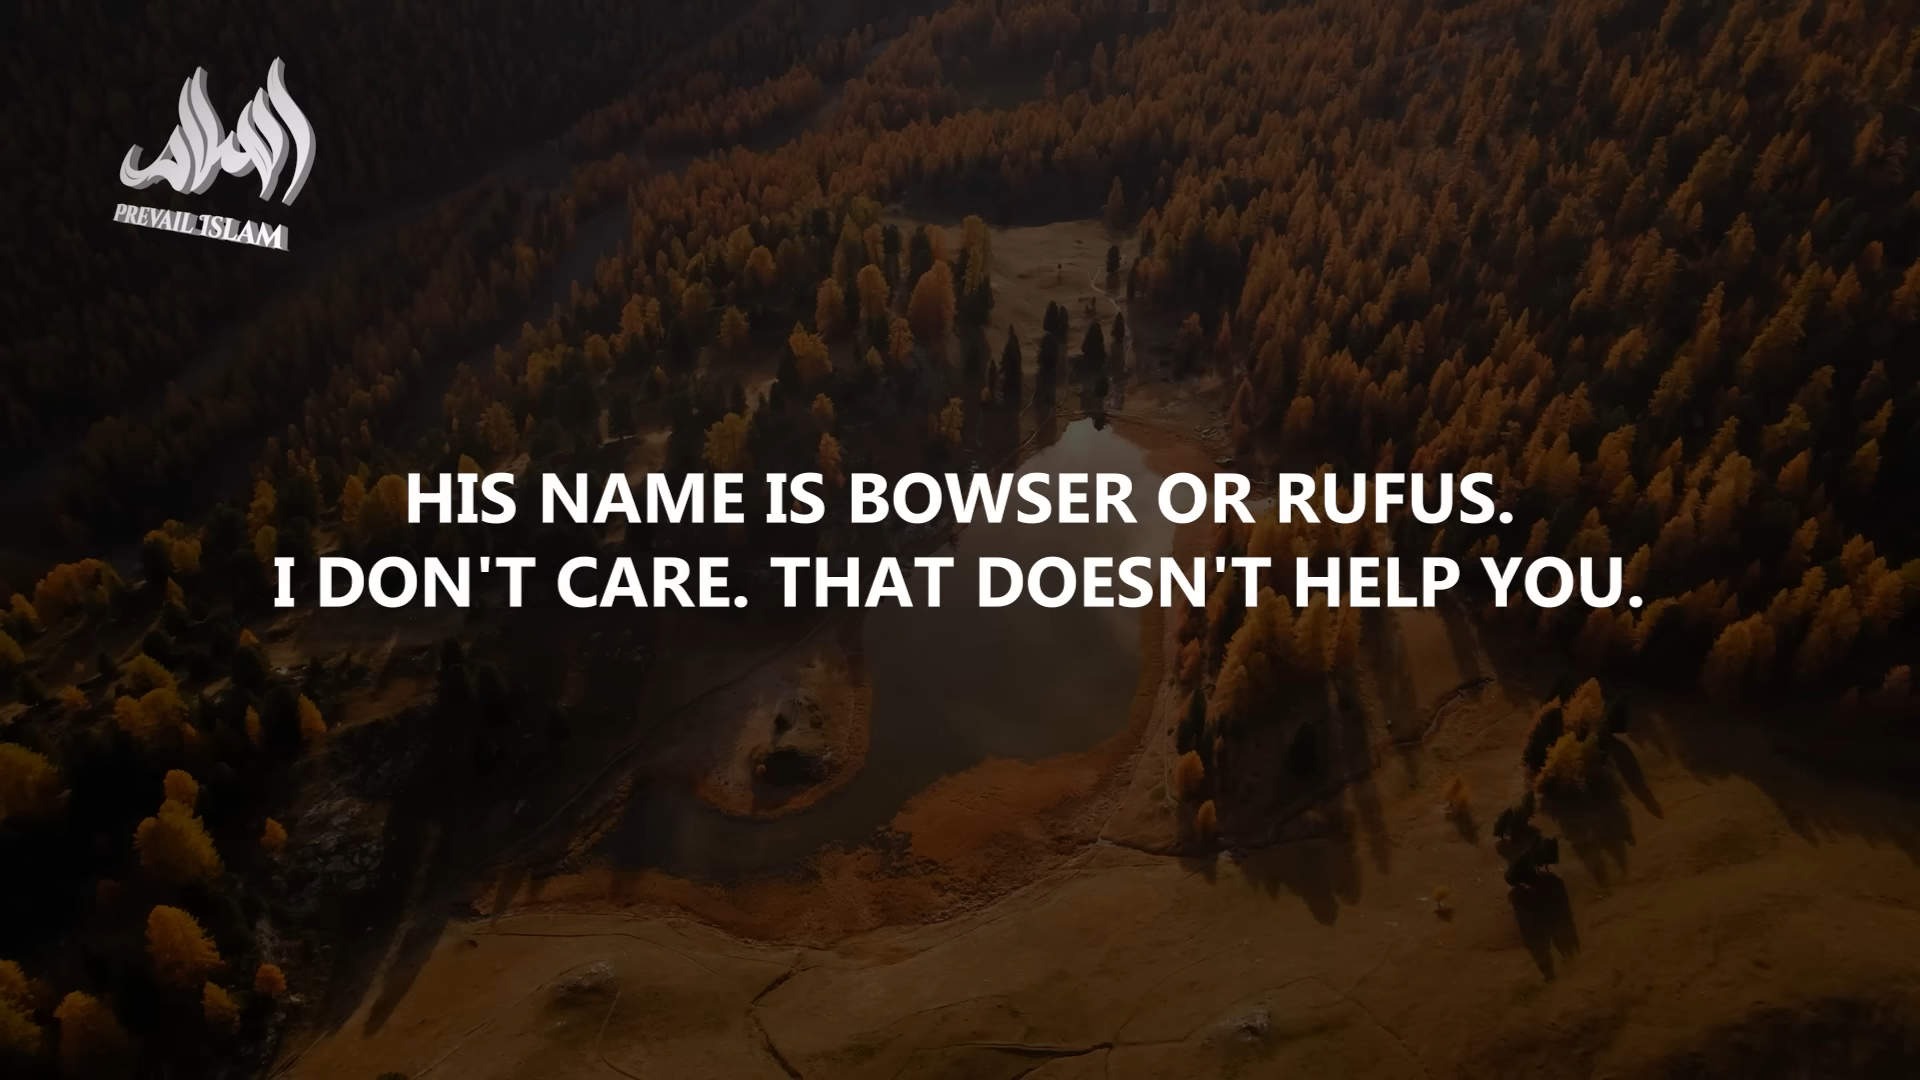 PREVAIL ISLAM
HIS NAME IS BOWSER OR RUFUS.
I DON'T CARE. THAT DOESN'T HELP YOU.